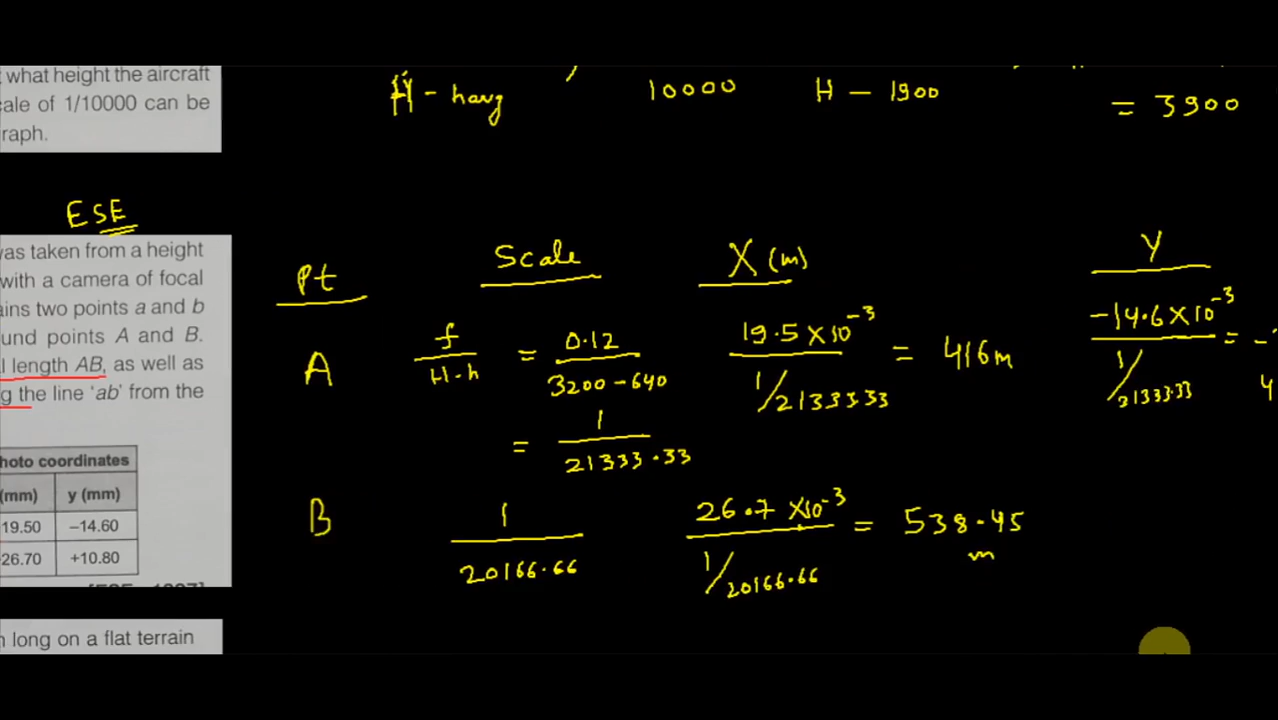 t what height the aircraft
cale of 1/10000 can be
raph.
H - havg
10000
H - 1900
= 3900
ESE
was taken from a height
with a camera of focal
ains two points a and b
und points A and B.
l length AB, as well as
g the line 'ab' from the
hoto coordinates
(mm) y (mm)
19.50 -14.60
26.70 +10.80
n long on a flat terrain
Pt Scale X (m) Y
A f/H-h = 0.12/3200-640 19.5×10-3 / 1/21333.33 = 416m -14.6×10-3 / 1/21333.33 = -
= 1/21333.33
B 1/20166.66 26.7×10-3 / 1/20166.66 = 538.45 m